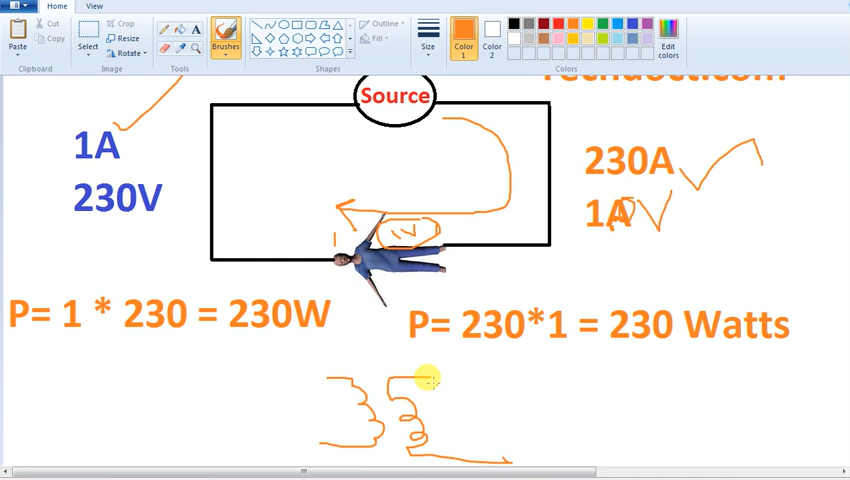 Home
View
Paste
Cut
Copy
Clipboard
Select
Crop
Resize
Rotate
Image
Tools
A
Brushes
Shapes
Outline
Fill
Size
Color
1
Color
2
Edit
colors
Colors
Source
1A
230V
230A
1A
V
1V
P= 1 * 230 = 230W
P= 230*1 = 230 Watts